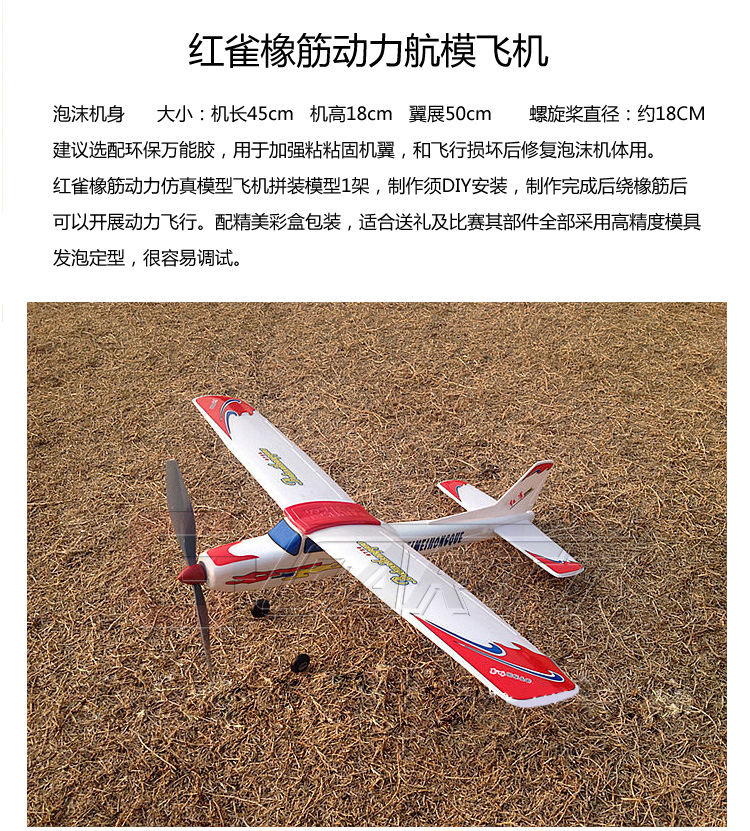 红雀橡筋动力航模飞机
泡沫机身 大小：机长45cm 机高18cm 翼展50cm 螺旋桨直径：约18CM
建议选配环保万能胶，用于加强粘粘固机翼，和飞行损坏后修复泡沫机体用。
红雀橡筋动力仿真模型飞机拼装模型1架，制作须DIY安装，制作完成后绕橡筋后
可以开展动力飞行。配精美彩盒包装，适合送礼及比赛其部件全部采用高精度模具
发泡定型，很容易调试。